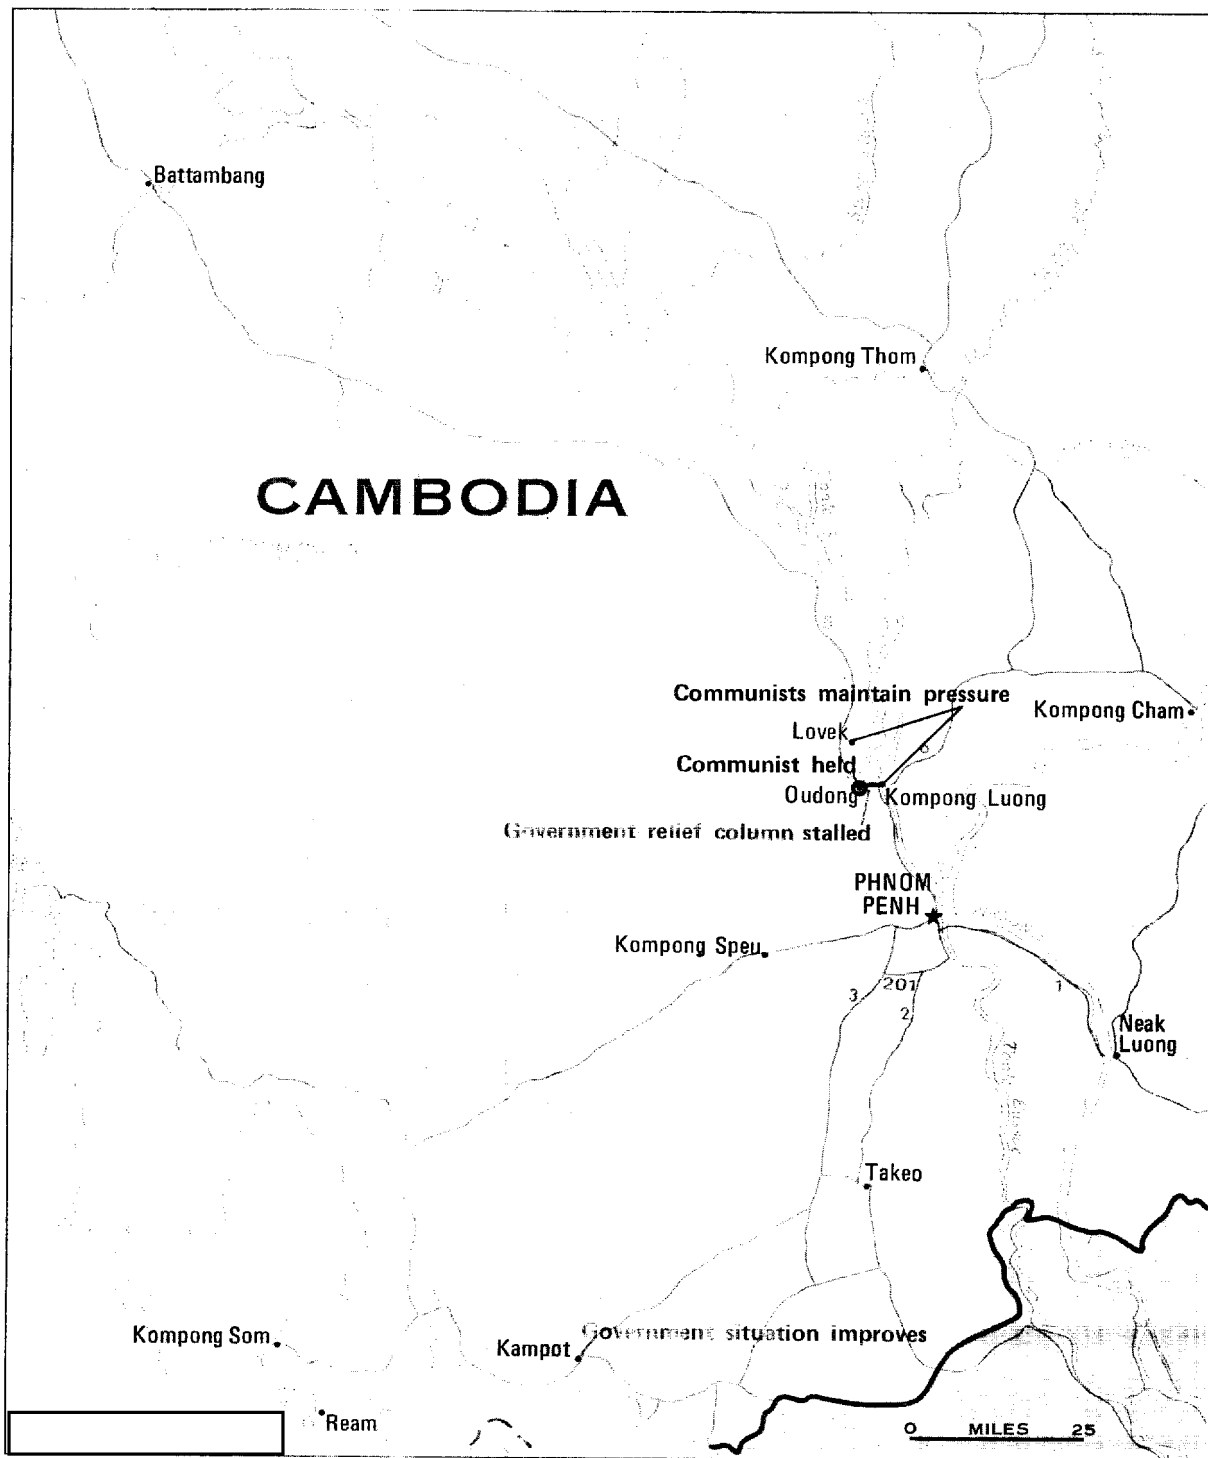 Battambang
Kompong Thom
CAMBODIA
Communists maintain pressure
Kompong Cham
Lovek
6
Communist held
Oudong
Kompong Luong
Government relief column stalled
PHNOM
PENH
Kompong Speu
201
3
2
1
Neak
Luong
Takeo
Government situation improves
Kompong Som
Kampot
Ream
0 MILES 25